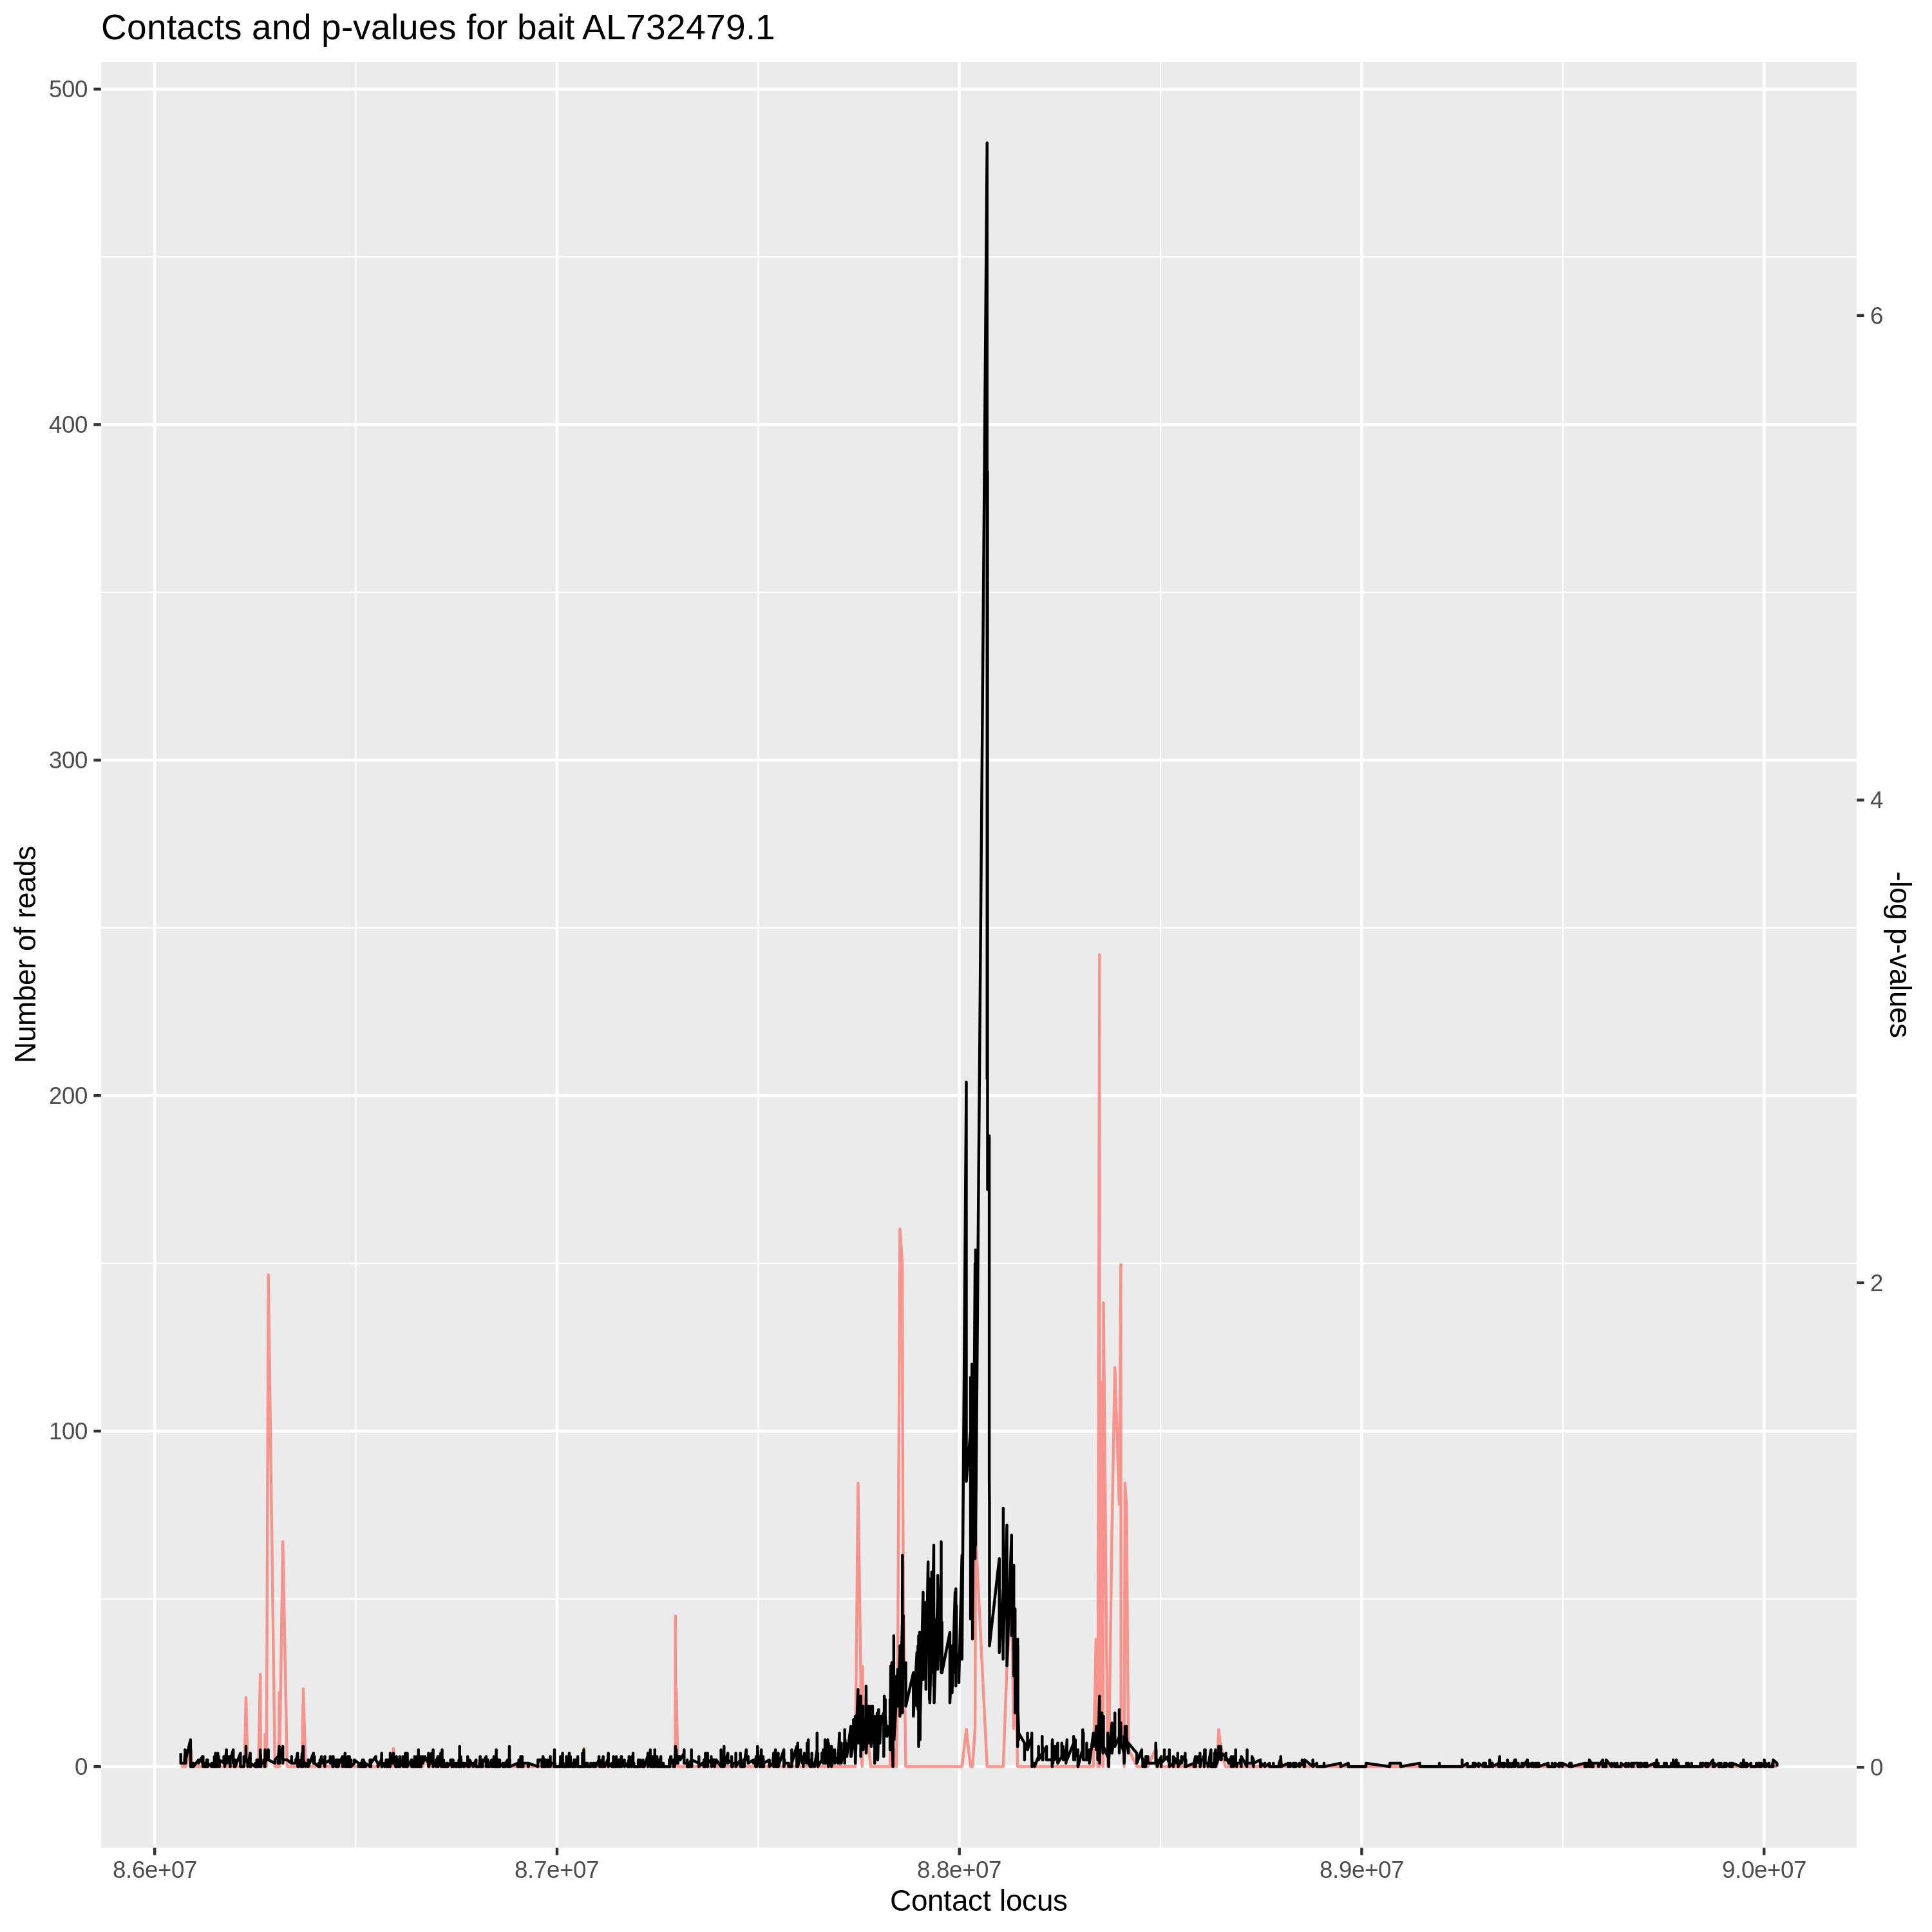 Contacts and p-values for bait AL732479.1
500
400
300
200
100
0
Number of reads
6
4
2
0
-log p-values
8.6e+07
8.7e+07
8.8e+07
8.9e+07
9.0e+07
Contact locus